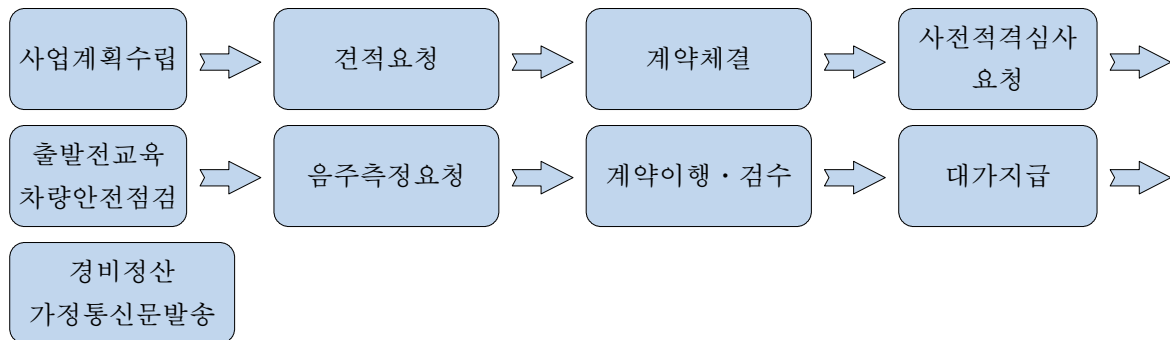 사업계획수립
견적요청
계약체결
사전적격심사
요청
출발전교육
차량안전점검
음주측정요청
계약이행・검수
대가지급
경비정산
가정통신문발송